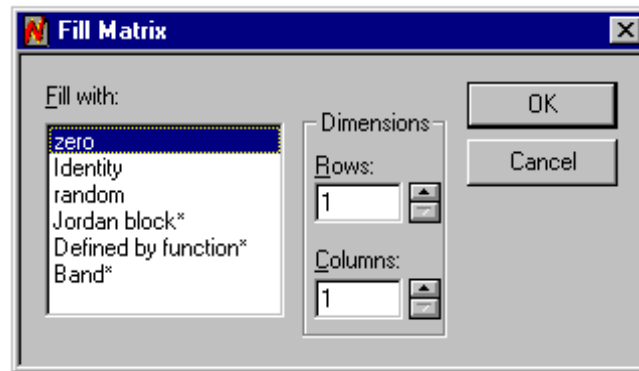 Fill Matrix
Fill with:
zero
Identity
random
Jordan block*
Defined by function*
Band*
Dimensions
Rows:
1
Columns:
1
OK
Cancel